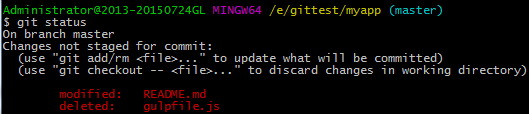 Administrator@2013-20150724GL MINGW64 /e/gittest/myapp (master)
$ git status
On branch master
Changes not staged for commit:
  (use "git add/rm <file>..." to update what will be committed)
  (use "git checkout -- <file>..." to discard changes in working directory)
        modified:   README.md
        deleted:    gulpfile.js